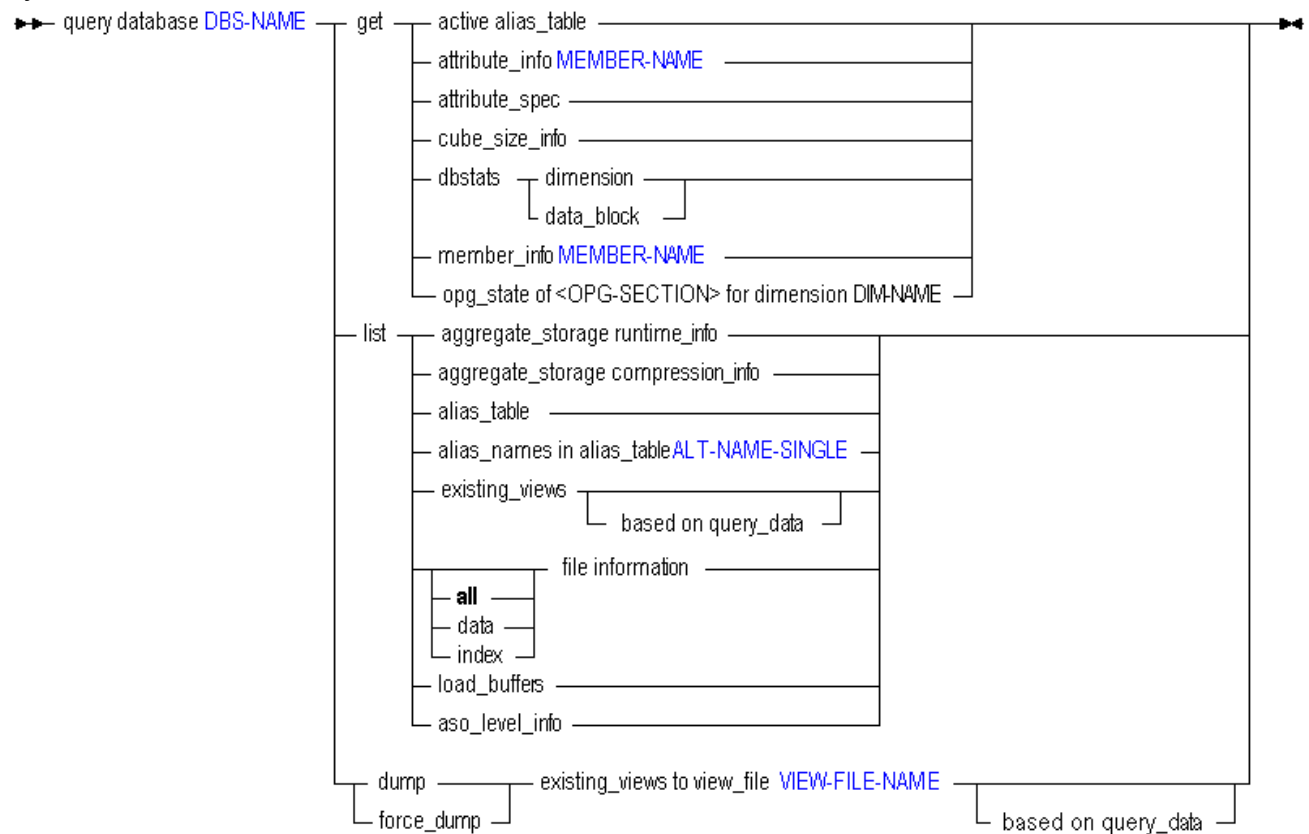 query database DBS-NAME get active alias_table
attribute_info MEMBER-NAME
attribute_spec
cube_size_info
dbstats dimension
data_block
member_info MEMBER-NAME
opg_state of <OPG-SECTION> for dimension DIM-NAME
list aggregate_storage runtime_info
aggregate_storage compression_info
alias_table
alias_names in alias_table ALT-NAME-SINGLE
existing_views
based on query_data
file information
all
data
index
load_buffers
aso_level_info
dump existing_views to view_file VIEW-FILE-NAME
force_dump based on query_data